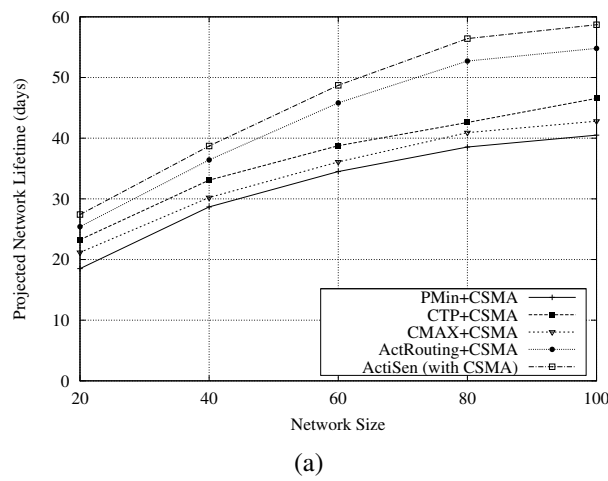 60
50
40
30
20
10
0
Projected Network Lifetime (days)
PMin+CSMA
CTP+CSMA
CMAX+CSMA
ActRouting+CSMA
ActiSen (with CSMA)
20 40 60 80 100
Network Size
(a)